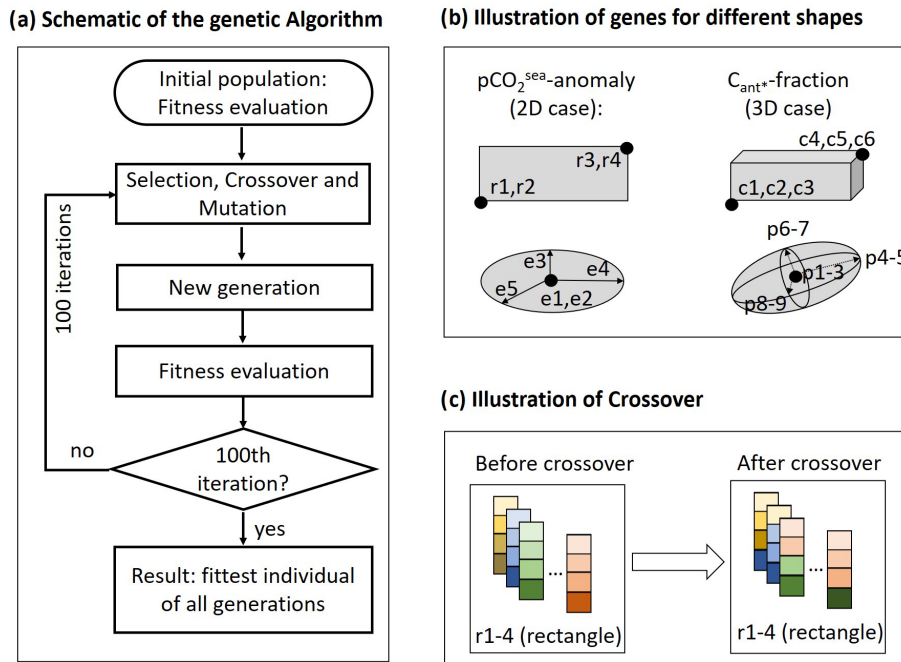 (a) Schematic of the genetic Algorithm
Initial population:
Fitness evaluation
Selection, Crossover and
Mutation
100 iterations
New generation
Fitness evaluation
no
100th
iteration?
yes
Result: fittest individual
of all generations
(b) Illustration of genes for different shapes
pCO₂ˢᵉᵃ-anomaly
(2D case):
r3,r4
r1,r2
e3
e4
e5
e1,e2
Cₐₙₜ*-fraction
(3D case)
c4,c5,c6
c1,c2,c3
p6-7
p4-5
p1-3
p8-9
(c) Illustration of Crossover
Before crossover
...
r1-4 (rectangle)
After crossover
...
r1-4 (rectangle)